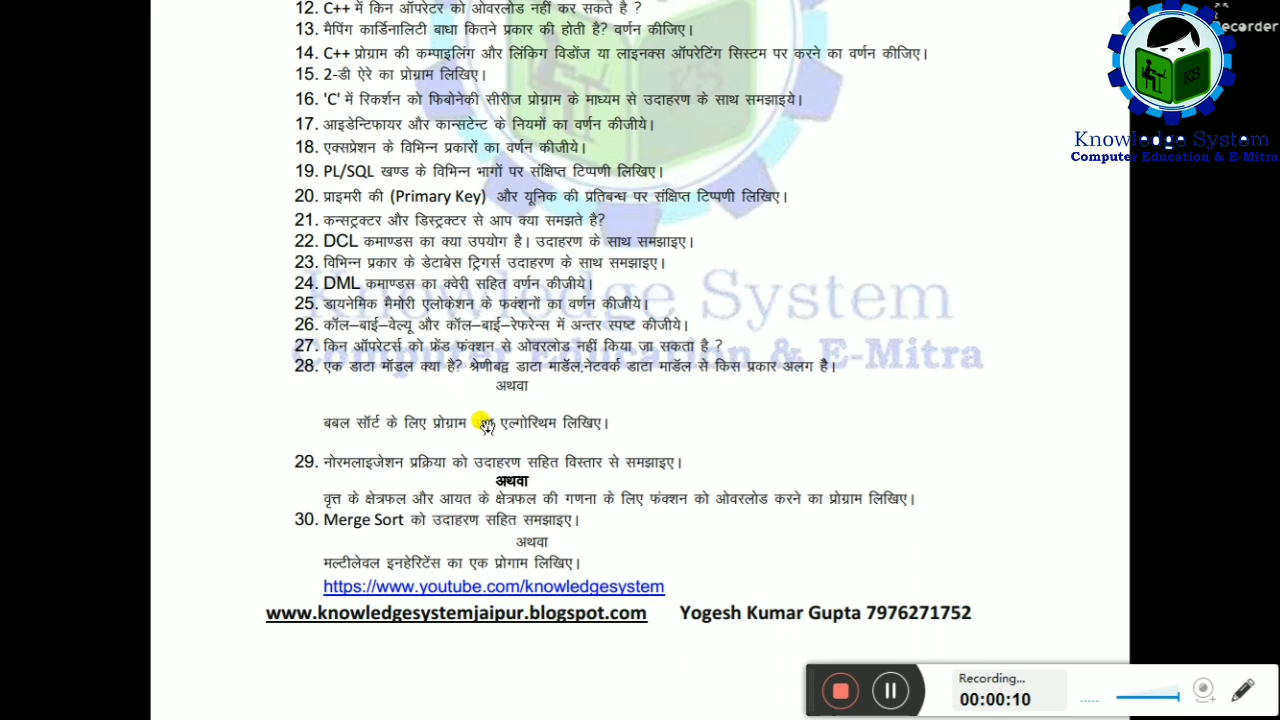 12. C++ में किन ऑपरेटर को ओवरलोड नहीं कर सकते है ?
13. मैपिंग कार्डिनालिटी बाधा कितने प्रकार की होती है? वर्णन कीजिए।
14. C++ प्रोग्राम की कम्पाइलिंग और लिंकिग विडोंज या लाइनक्स ऑपरेटिंग सिस्टम पर करने का वर्णन कीजिए।
15. 2-डी ऐरे का प्रोग्राम लिखिए।
16. 'C' में रिकर्शन को फिबोनेकी सीरीज प्रोग्राम के माध्यम से उदाहरण के साथ समझाइये।
17. आइडेन्टिफायर और कान्सटेन्ट के नियमों का वर्णन कीजीये।
18. एक्सप्रेशन के विभिन्न प्रकारों का वर्णन कीजीये।
19. PL/SQL खण्ड के विभिन्न भागों पर संक्षिप्त टिप्पणी लिखिए।
20. प्राइमरी की (Primary Key) और यूनिक की प्रतिबन्ध पर संक्षिप्त टिप्पणी लिखिए।
21. कन्सट्रक्टर और डिस्ट्रक्टर से आप क्या समझते है?
22. DCL कमाण्डस का क्या उपयोग है। उदाहरण के साथ समझाइए।
23. विभिन्न प्रकार के डेटाबेस ट्रिगर्स उदाहरण के साथ समझाइए।
24. DML कमाण्डस का क्वेरी सहित वर्णन कीजीये।
25. डायनेमिक मैमोरी एलोकेशन के फक्शनों का वर्णन कीजीये।
26. कॉल–बाई–वेल्यू और कॉल–बाई–रेफरेन्स में अन्तर स्पष्ट कीजीये।
27. किन ऑपरेटर्स को फ्रेंड फंक्शन से ओवरलोड नहीं किया जा सकता है ?
28. एक डाटा मॉडल क्या है? श्रेणीबद्व डाटा मार्डल,नेटवर्क डाटा मार्डल से किस प्रकार अलग है।
अथवा
बबल सॉर्ट के लिए प्रोग्राम एल्गोरिथम लिखिए।
29. नोरमलाइजेशन प्रक्रिया को उदाहरण सहित विस्तार से समझाइए।
अथवा
वृत्त के क्षेत्रफल और आयत के क्षेत्रफल की गणना के लिए फंक्शन को ओवरलोड करने का प्रोग्राम लिखिए।
30. Merge Sort को उदाहरण सहित समझाइए।
अथवा
मल्टीलेवल इनहेरिटेंस का एक प्रोगाम लिखिए।
https://www.youtube.com/knowledgesystem
www.knowledgesystemjaipur.blogspot.com Yogesh Kumar Gupta 7976271752
Knowledge System
Computer Education & E-Mitra
ecorder
KS
Knowledge System
Computer Education & E-Mitra
Recording...
00:00:10